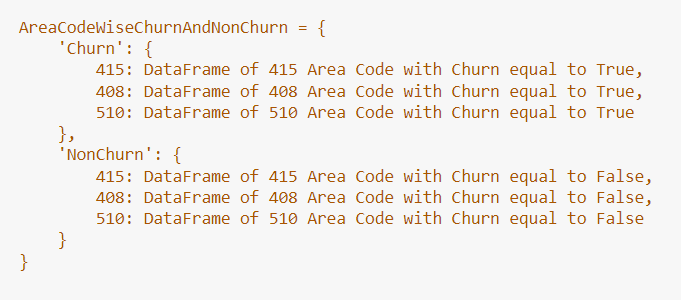 AreaCodeWiseChurnAndNonChurn = {
    'Churn': {
        415: DataFrame of 415 Area Code with Churn equal to True,
        408: DataFrame of 408 Area Code with Churn equal to True,
        510: DataFrame of 510 Area Code with Churn equal to True
    },
    'NonChurn': {
        415: DataFrame of 415 Area Code with Churn equal to False,
        408: DataFrame of 408 Area Code with Churn equal to False,
        510: DataFrame of 510 Area Code with Churn equal to False
    }
}